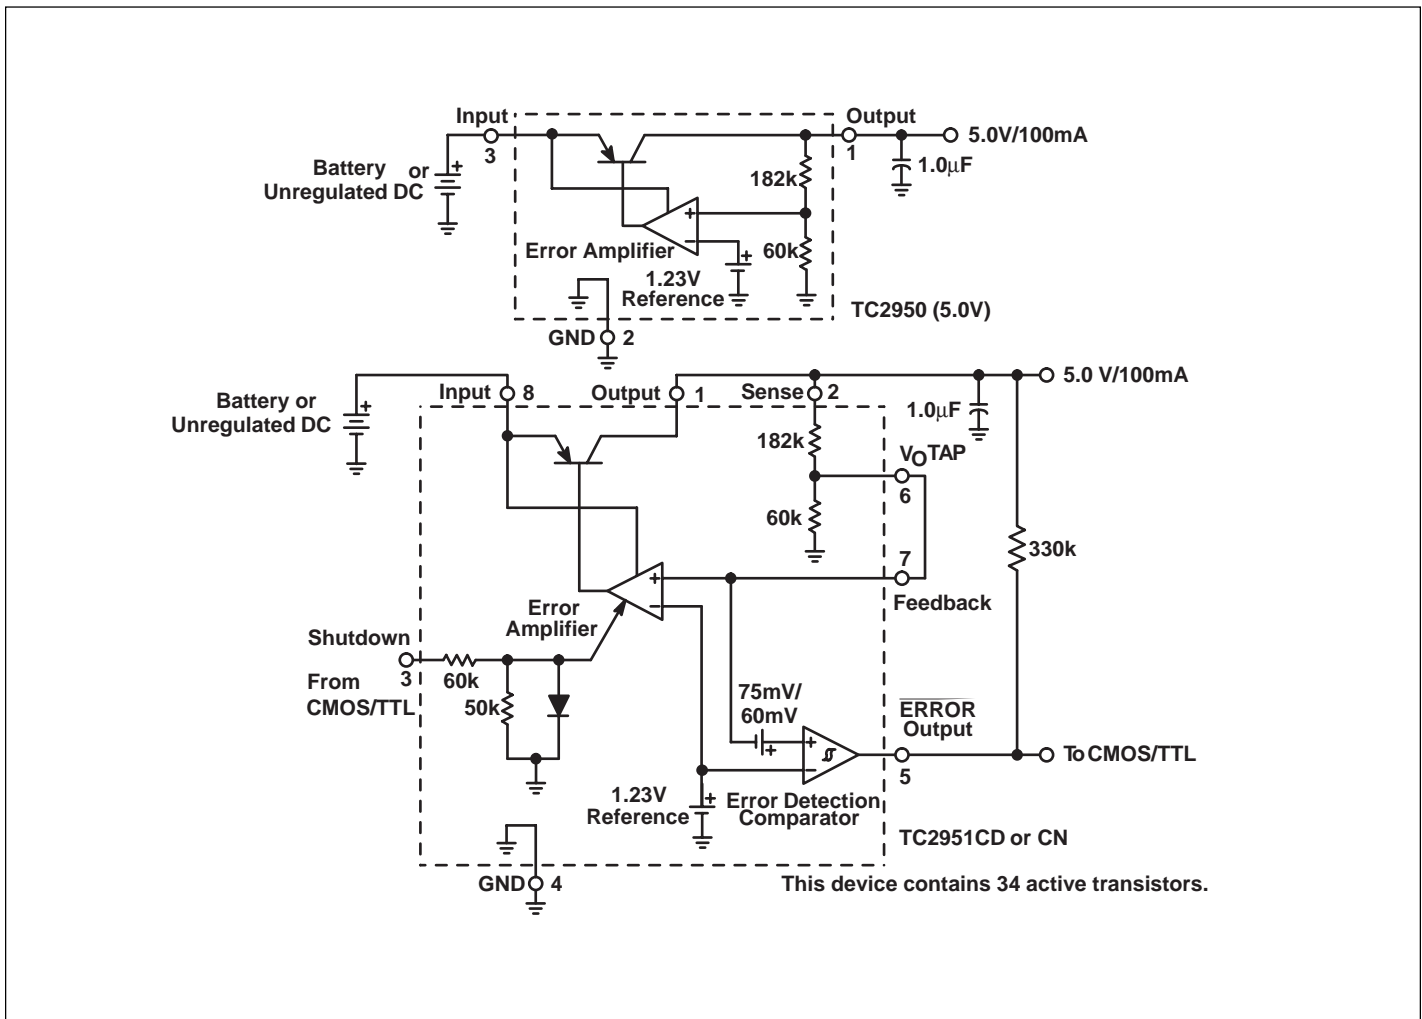 Input
3
Output
1
5.0V/100mA
Battery or
Unregulated DC
+
182k
1.0µF
+
−
Error Amplifier
60k
+
1.23V
Reference
TC2950 (5.0V)
GND 2
5.0 V/100mA
Input 8
Output 1
Sense 2
Battery or
Unregulated DC
+
1.0µF
182k
VOTAP
6
60k
330k
7
Feedback
+
−
Error
Amplifier
Shutdown
3
60k
From
CMOS/TTL
50k
75mV/
60mV
+
+
−
ERROR
Output
5
To CMOS/TTL
1.23V
Reference
+
Error Detection
Comparator
TC2951CD or CN
GND 4
This device contains 34 active transistors.